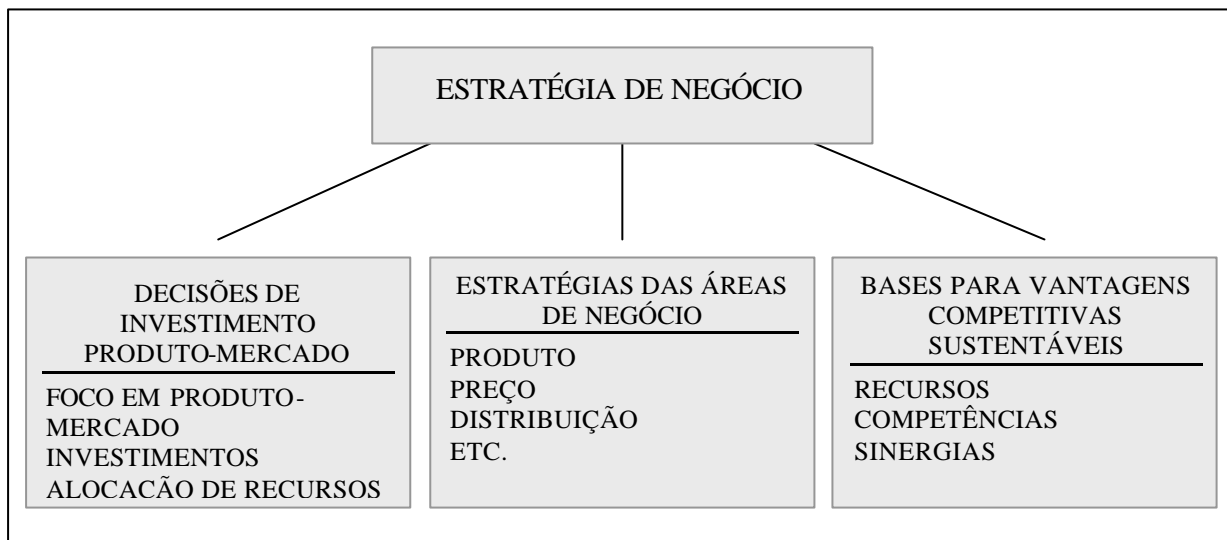 ESTRATÉGIA DE NEGÓCIO
DECISÕES DE
INVESTIMENTO
PRODUTO-MERCADO
FOCO EM PRODUTO-
MERCADO
INVESTIMENTOS
ALOCACÃO DE RECURSOS
ESTRATÉGIAS DAS ÁREAS
DE NEGÓCIO
PRODUTO
PREÇO
DISTRIBUIÇÃO
ETC.
BASES PARA VANTAGENS
COMPETITIVAS
SUSTENTÁVEIS
RECURSOS
COMPETÊNCIAS
SINERGIAS